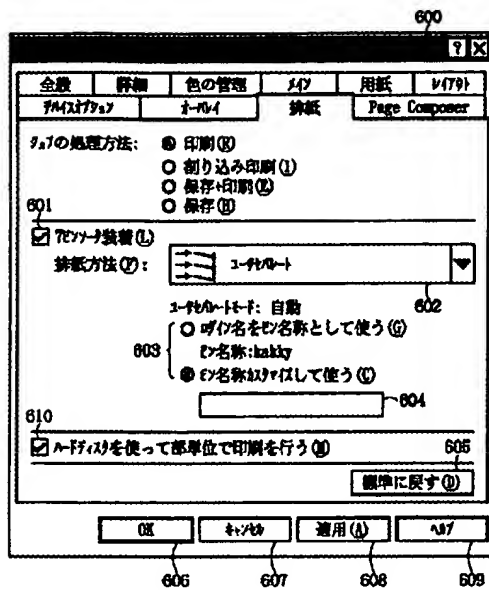 600
? X
全般 詳細 色の管理 メイン 用紙 レイアウト
デバイスオプション オーバレイ 排紙 Page Composer
ジョブの処理方法: 印刷(R)
割り込み印刷(I)
保存+印刷(E)
保存(H)
601
7ビンソータ装着(L)
排紙方法(P): ユーザセパレート
602
ユーザセパレートモード: 自動
ログイン名をビン名称として使う(G)
603
ビン名称:kakky
ビン名称カスタマイズして使う(C)
604
610
ハードディスクを使って部単位で印刷を行う(M)
605
標準に戻す(D)
OK キャンセル 適用(A) ヘルプ
606 607 608 609